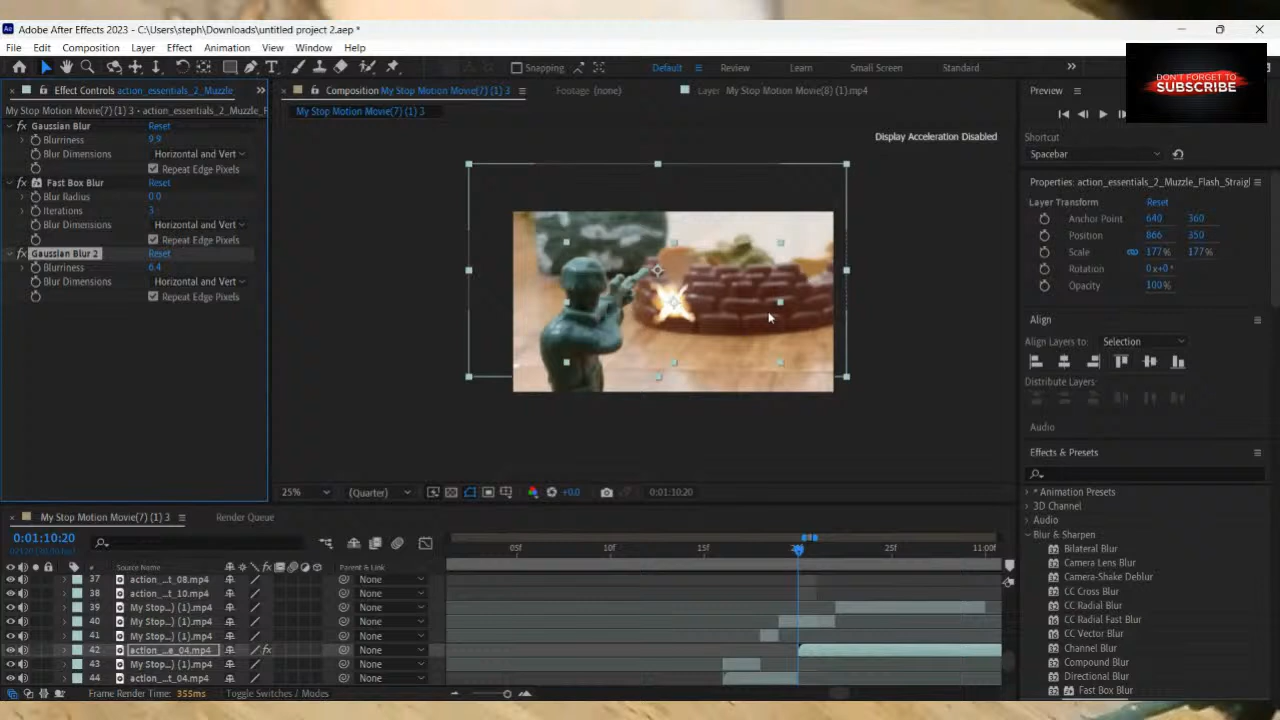 Adobe After Effects 2023 - C:\Users\steph\Downloads\untitled project 2.aep *
File Edit Composition Layer Effect Animation View Window Help
Snapping Default Review Learn Small Screen Standard
DON'T FORGET TO
SUBSCRIBE
Effect Controls action_essentials_2_Muzzle_
Composition My Stop Motion Movie(7) (1) 3
Footage (none)
Layer My Stop Motion Movie(8) (1).mp4
Preview
My Stop Motion Movie(7) (1) 3 • action_essentials_2_Muzzle_F
My Stop Motion Movie(7) (1) 3
Gaussian Blur Reset
Blurriness 9.9
Blur Dimensions Horizontal and Vert
Repeat Edge Pixels
Fast Box Blur Reset
Blur Radius 0.0
Iterations 3
Blur Dimensions Horizontal and Vert
Repeat Edge Pixels
Gaussian Blur 2 Reset
Blurriness 6.4
Blur Dimensions Horizontal and Vert
Repeat Edge Pixels
Display Acceleration Disabled
Shortcut
Spacebar
Properties: action_essentials_2_Muzzle_Flash_Straigl
Layer Transform Reset
Anchor Point 640 360
Position 866 350
Scale 177% 177%
Rotation 0x+0°
Opacity 100%
Align
Align Layers to: Selection
Distribute Layers:
Audio
Effects & Presets
* Animation Presets
3D Channel
Audio
Blur & Sharpen
Bilateral Blur
Camera Lens Blur
Camera-Shake Deblur
CC Cross Blur
CC Radial Blur
CC Radial Fast Blur
CC Vector Blur
Channel Blur
Compound Blur
Directional Blur
Fast Box Blur
25% (Quarter) +0.0 0:01:10:20
My Stop Motion Movie(7) (1) 3 Render Queue
0:01:10:20
05f 10f 15f 25f 11:00f
# Source Name Parent & Link
37 action_...t_08.mp4 None
38 action_...t_10.mp4 None
39 My Stop...) (1).mp4 None
40 My Stop...) (1).mp4 None
41 My Stop...) (1).mp4 None
42 action_...e_04.mp4 None
43 My Stop...) (1).mp4 None
44 action_...t_04.mp4 None
Frame Render Time: 355ms Toggle Switches / Modes